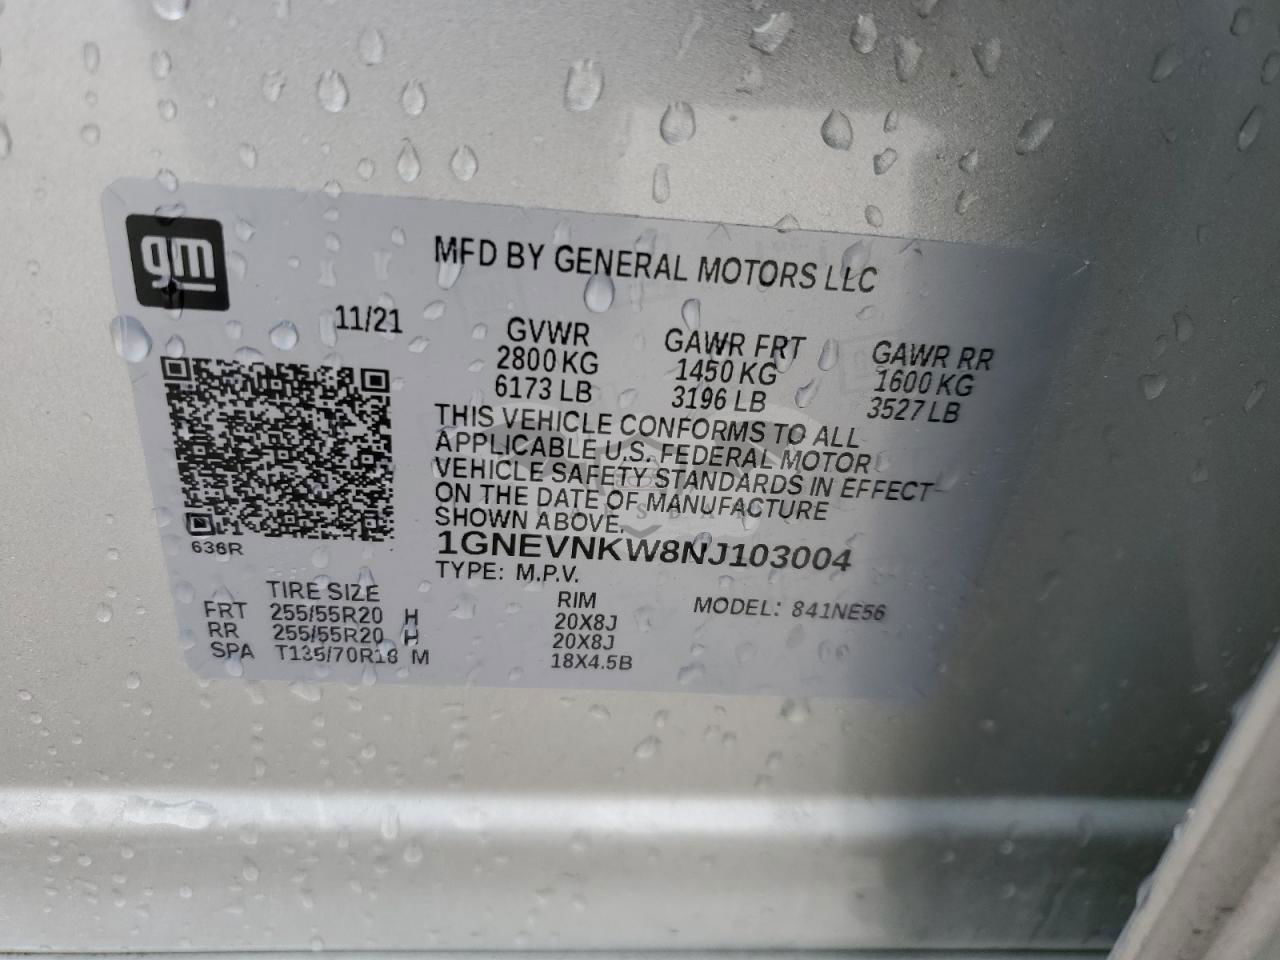 gm
MFD BY GENERAL MOTORS LLC
11/21
GVWR GAWR FRT GAWR RR
2800 KG 1450 KG 1600 KG
6173 LB 3196 LB 3527 LB
THIS VEHICLE CONFORMS TO ALL
APPLICABLE U.S. FEDERAL MOTOR
VEHICLE SAFETY STANDARDS IN EFFECT
ON THE DATE OF MANUFACTURE
SHOWN ABOVE.
636R
1GNEVNKW8NJ103004
TYPE: M.P.V.
TIRE SIZE RIM MODEL: 841NE56
FRT 255/55R20 H 20X8J
RR 255/55R20 H 20X8J
SPA T135/70R18 M 18X4.5B